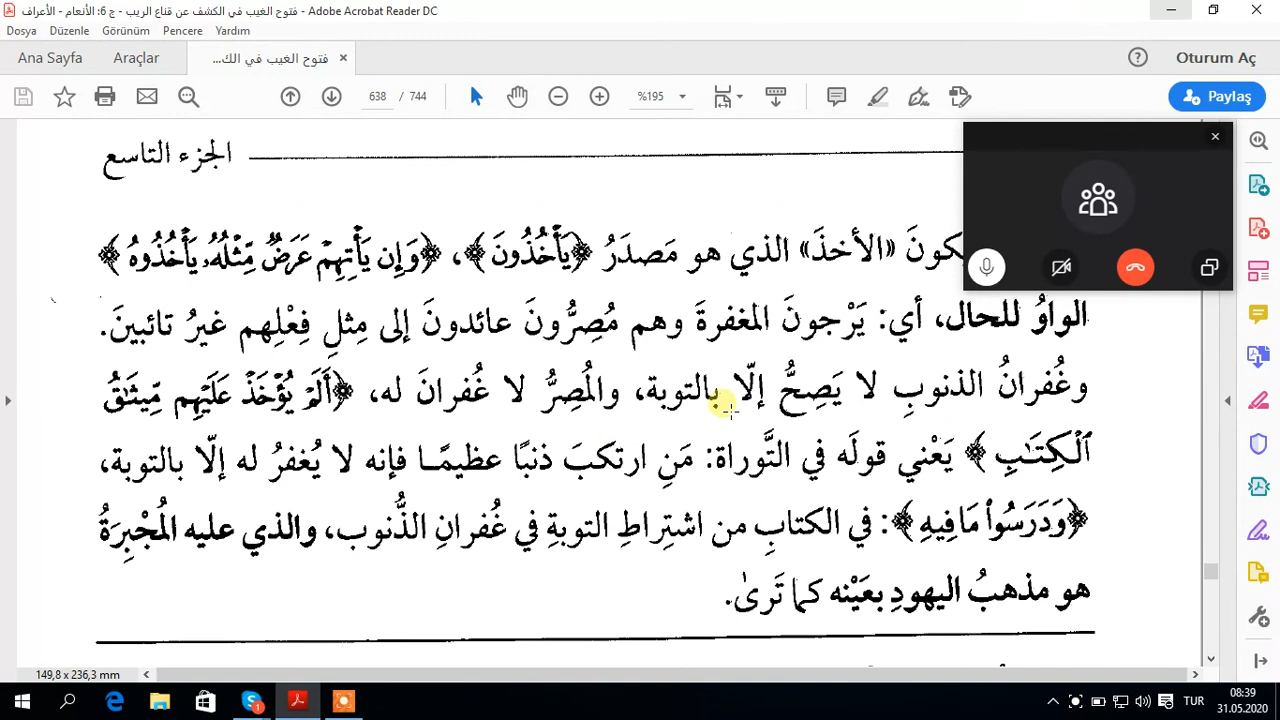 فتوح الغيب في الكشف عن قناع الريب - ج 6: الأنعام - الأعراف - Adobe Acrobat Reader DC
Dosya Düzenle Görünüm Pencere Yardım
Ana Sayfa Araçlar فتوح الغيب في الك... × Oturum Aç
638 / 744 %195 Paylaş
الجزء التاسع
«الأخذَ» الذي هو مَصدَرُ ﴿يَأْخُذُونَ﴾، ﴿وَإِن يَأْتِهِمْ عَرَضٌ مِّثْلُهُۥ يَأْخُذُوهُ﴾
الواوُ للحال، أي: يَرْجونَ المغفرةَ وهم مُصِرُّونَ عائدونَ إلى مِثلِ فِعْلِهم غيرُ تائبينَ.
وغُفرانُ الذنوبِ لا يَصِحُّ إلّا بالتوبة، والمُصِرُّ لا غُفرانَ له، ﴿أَلَمْ يُؤْخَذْ عَلَيْهِم مِّيثَٰقُ
ٱلْكِتَٰبِ﴾ يَعْني قولَه في التَّوراة: مَنِ ارتكبَ ذنبًا عظيمًا فإنه لا يُغفرُ له إلّا بالتوبة،
﴿وَدَرَسُوا۟ مَا فِيهِ﴾: في الكتابِ من اشتِراطِ التوبةِ في غُفرانِ الذُّنوب، والذي عليه المُجْبِرَةُ
هو مذهبُ اليهودِ بعَيْنه كما تَرىٰ.
149,8 x 236,3 mm
TUR 08:39
31.05.2020